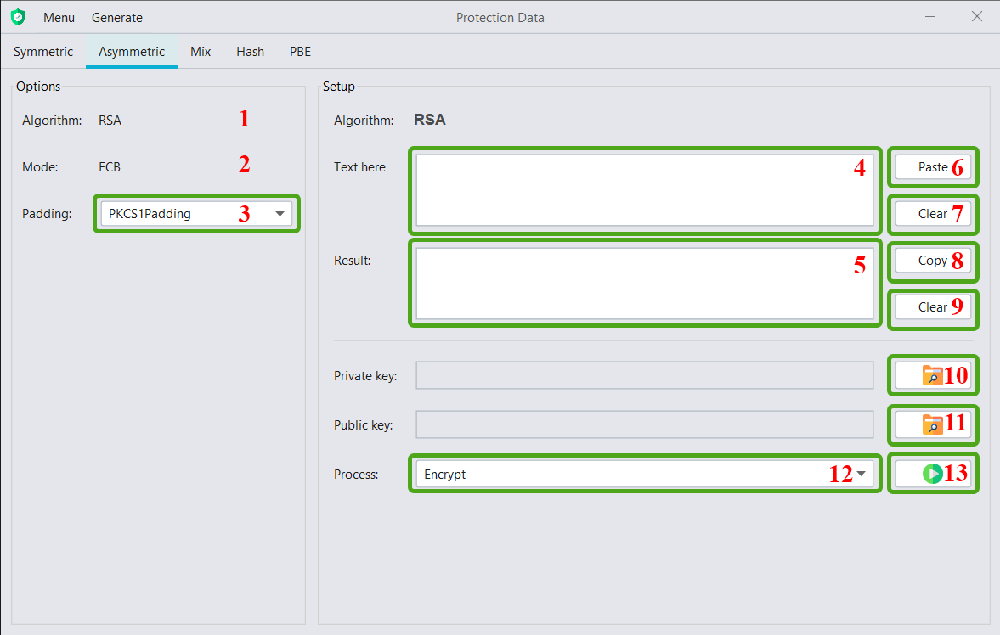 Menu Generate Protection Data
Symmetric Asymmetric Mix Hash PBE
Options
Algorithm: RSA 1
Mode: ECB 2
Padding: PKCS1Padding 3
Setup
Algorithm: RSA
Text here 4 Paste 6
Clear 7
Result: 5 Copy 8
Clear 9
Private key: 10
Public key: 11
Process: Encrypt 12 13